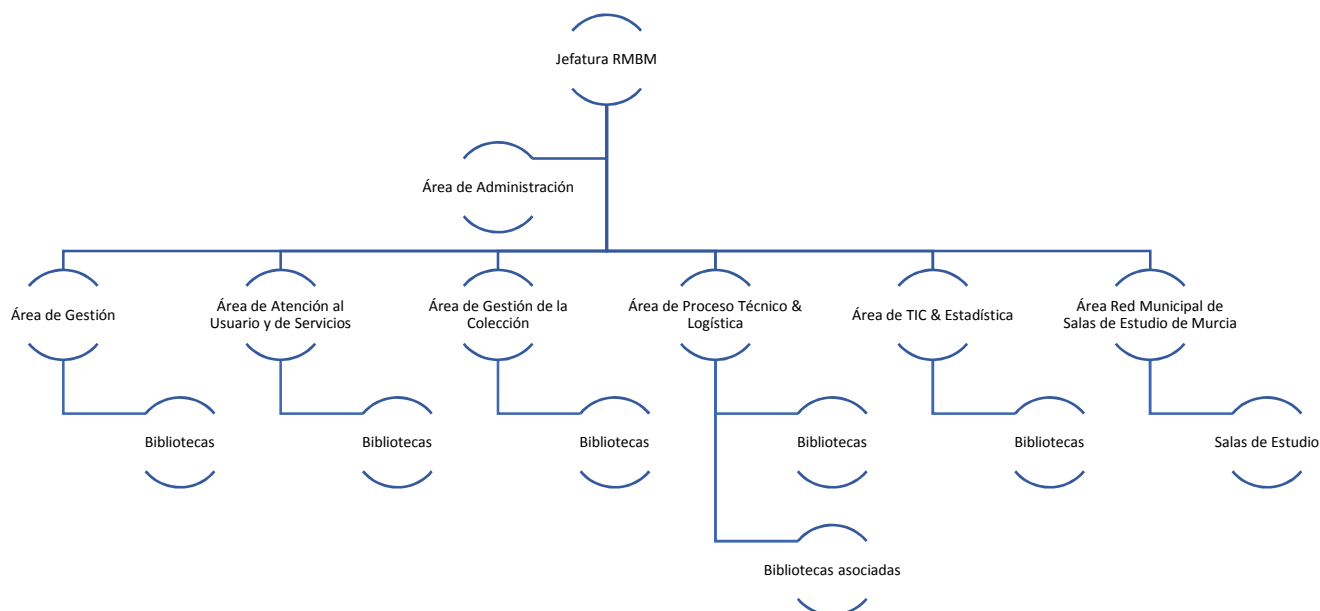 Jefatura RMBM
Área de Administración
Área de Gestión
Área de Atención al
Usuario y de Servicios
Área de Gestión de la
Colección
Área de Proceso Técnico &
Logística
Área de TIC & Estadística
Área Red Municipal de
Salas de Estudio de Murcia
Bibliotecas
Bibliotecas
Bibliotecas
Bibliotecas
Bibliotecas
Salas de Estudio
Bibliotecas asociadas